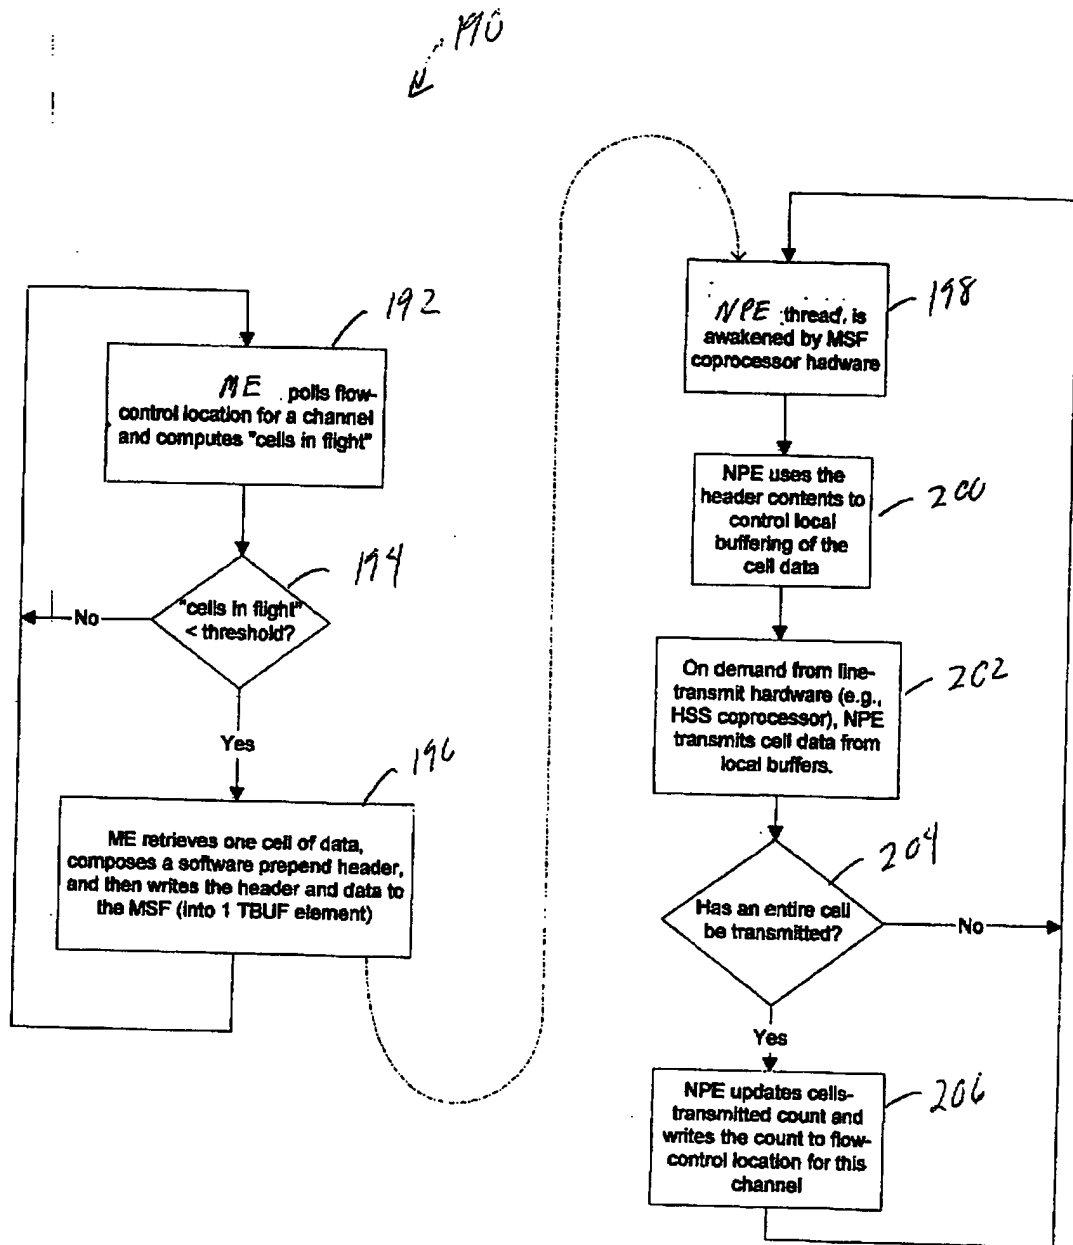 190
192
ME polls flow-
control location for a channel
and computes "cells in flight"
194
"cells in flight"
< threshold?
No
Yes
196
ME retrieves one cell of data,
composes a software prepend header,
and then writes the header and data to
the MSF (into 1 TBUF element)
198
NPE thread, is
awakened by MSF
coprocessor hadware
200
NPE uses the
header contents to
control local
buffering of the
cell data
202
On demand from line-
transmit hardware (e.g.,
HSS coprocessor), NPE
transmits cell data from
local buffers.
204
Has an entire cell
be transmitted?
No
Yes
206
NPE updates cells-
transmitted count and
writes the count to flow-
control location for this
channel